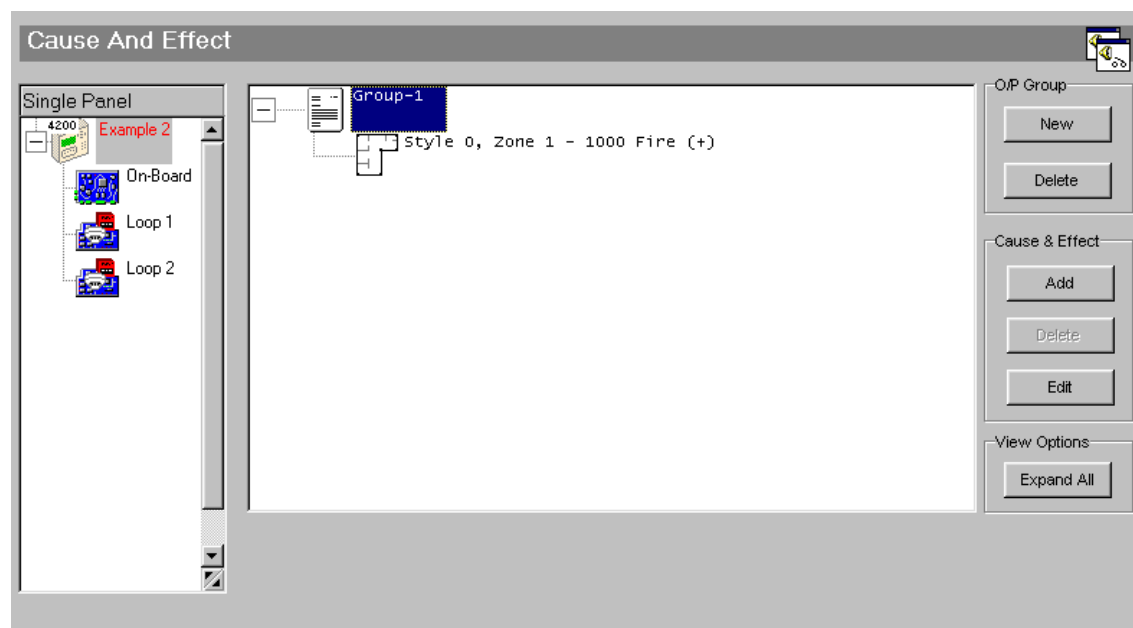 Cause And Effect
Single Panel
4200
Example 2
On-Board
Loop 1
Loop 2
Group-1
Style 0, Zone 1 - 1000 Fire (+)
O/P Group
New
Delete
Cause & Effect
Add
Delete
Edit
View Options
Expand All